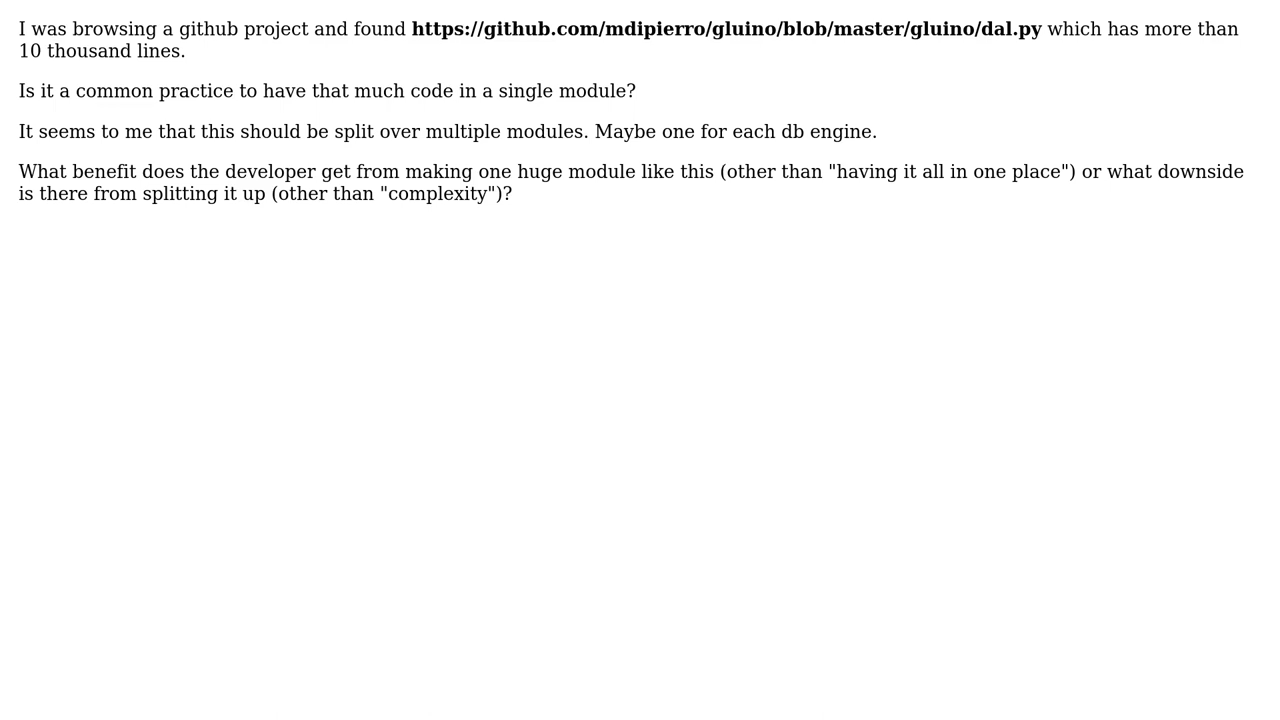 I was browsing a github project and found https://github.com/mdipierro/gluino/blob/master/gluino/dal.py which has more than
10 thousand lines.
Is it a common practice to have that much code in a single module?
It seems to me that this should be split over multiple modules. Maybe one for each db engine.
What benefit does the developer get from making one huge module like this (other than "having it all in one place") or what downside
is there from splitting it up (other than "complexity")?